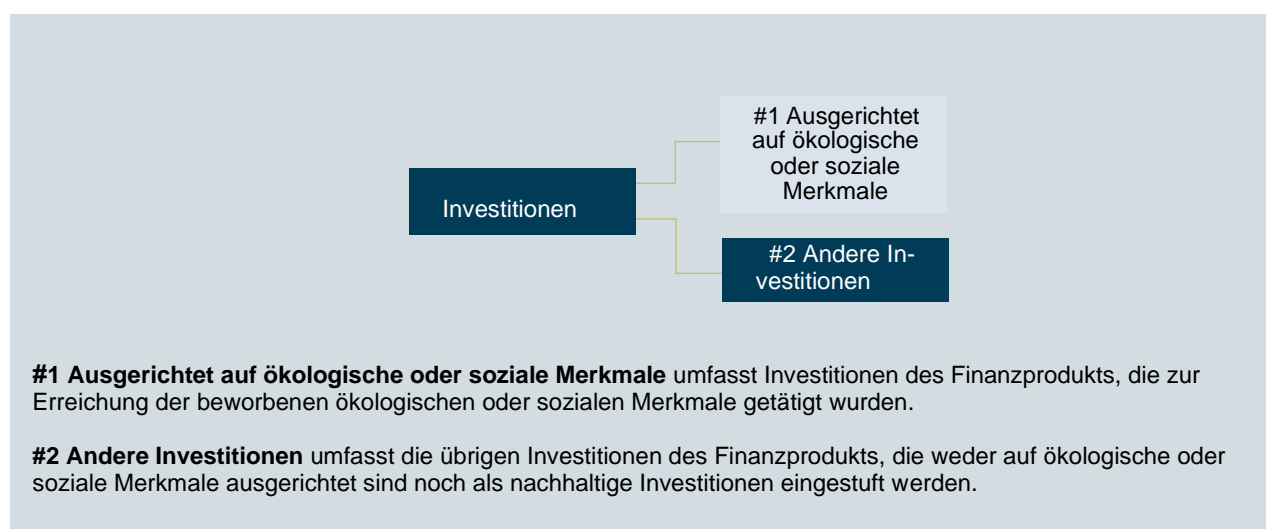 #1 Ausgerichtet
auf ökologische
oder soziale
Merkmale
Investitionen
#2 Andere In-
vestitionen
#1 Ausgerichtet auf ökologische oder soziale Merkmale umfasst Investitionen des Finanzprodukts, die zur
Erreichung der beworbenen ökologischen oder sozialen Merkmale getätigt wurden.
#2 Andere Investitionen umfasst die übrigen Investitionen des Finanzprodukts, die weder auf ökologische oder
soziale Merkmale ausgerichtet sind noch als nachhaltige Investitionen eingestuft werden.